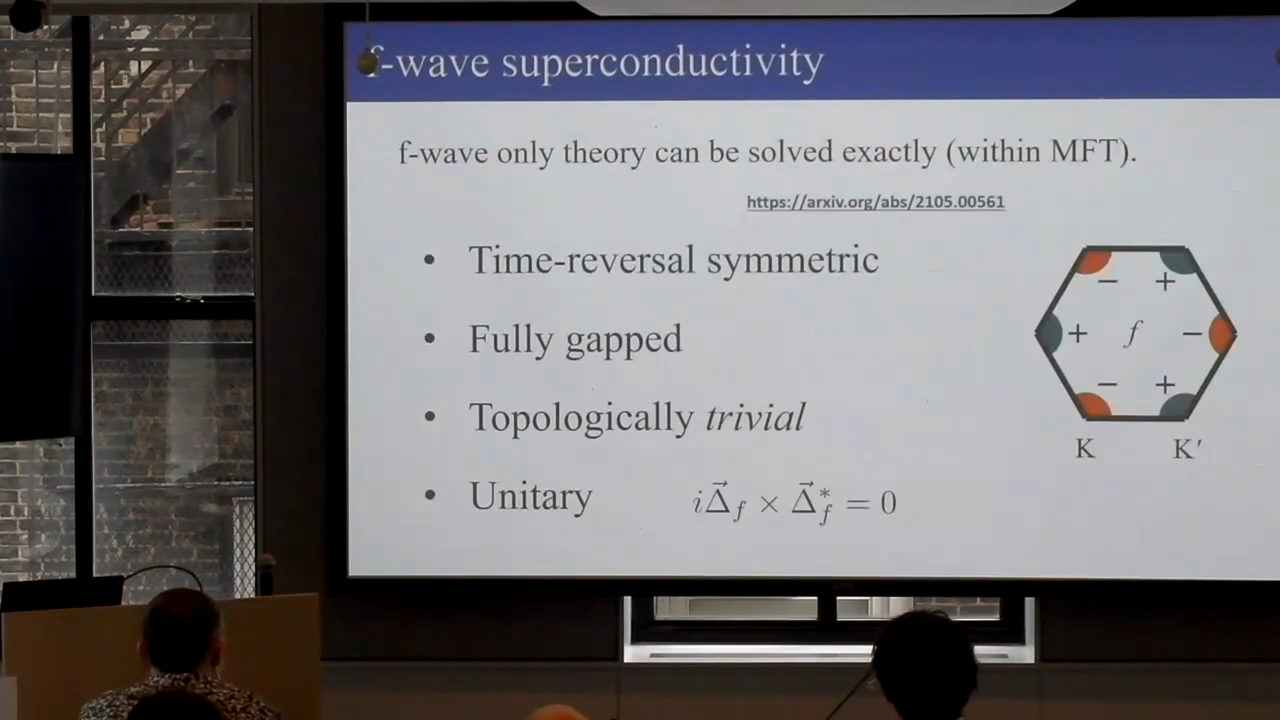 f-wave superconductivity
f-wave only theory can be solved exactly (within MFT).
https://arxiv.org/abs/2105.00561
• Time-reversal symmetric
• Fully gapped
• Topologically trivial
• Unitary $i\vec{\Delta}_f \times \vec{\Delta}_f^* = 0$
− +
+ f −
− +
K K′